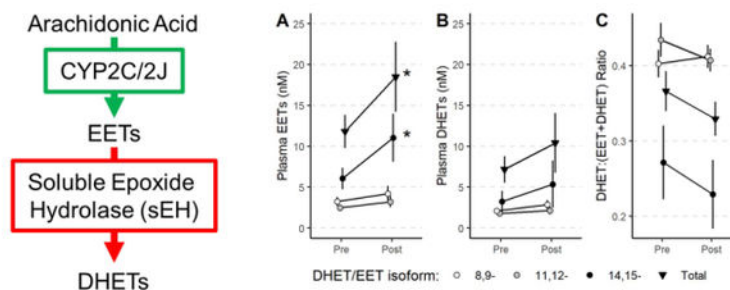 Arachidonic Acid
CYP2C/2J
EETs
Soluble Epoxide
Hydrolase (sEH)
DHETs
A
Plasma EETs (nM)
25
20
15
10
5
0
*
*
Pre
Post
B
Plasma DHETs (nM)
25
20
15
10
5
0
Pre
Post
C
DHET:(EET+DHET) Ratio
0.4
0.3
0.2
Pre
Post
DHET/EET isoform: 8,9- 11,12- 14,15- Total